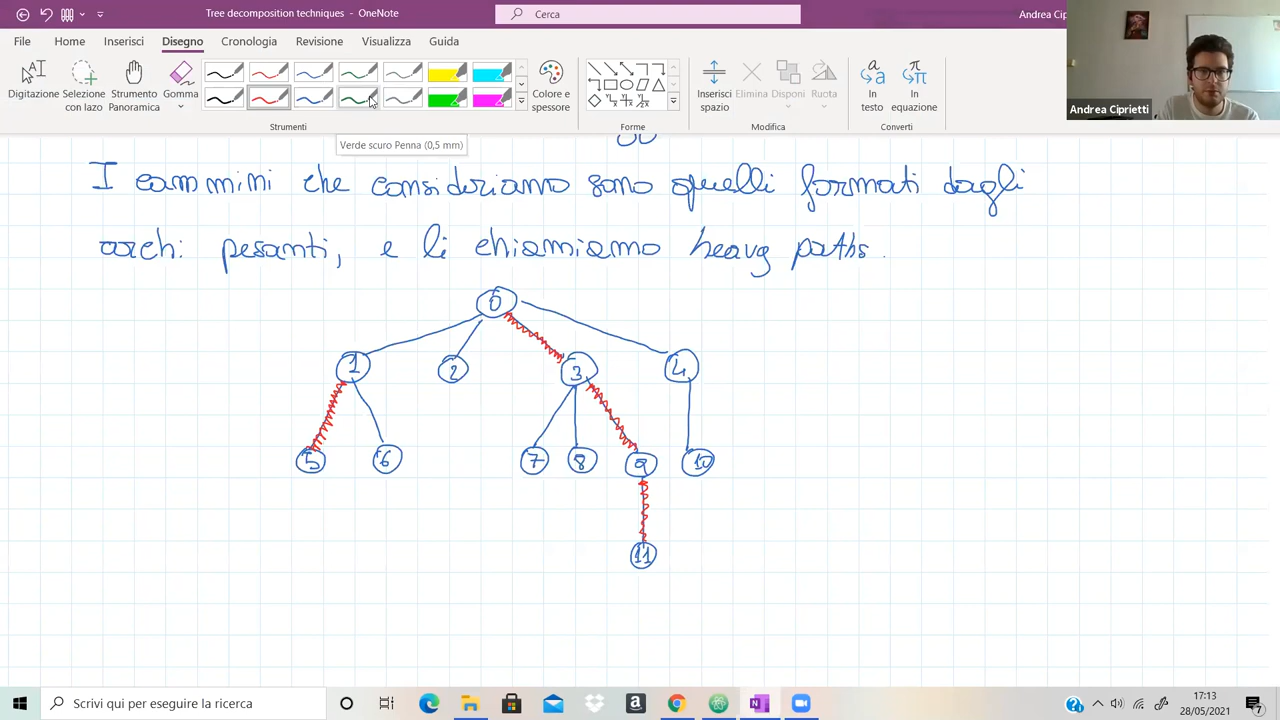 Tree decomposition techniques - OneNote
Cerca
Andrea Cip
File Home Inserisci Disegno Cronologia Revisione Visualizza Guida
Digitazione Selezione con lazo Strumento Panoramica Gomma Colore e spessore Inserisci spazio Elimina Disponi Ruota In testo In equazione
Strumenti Forme Modifica Converti
Andrea Ciprietti
Verde scuro Penna (0,5 mm)
I cammini che consideriamo sono quelli formati dagli
archi pesanti, e li chiamiamo heavy paths.
0
1 2 3 4
5 6 7 8 9 10
11
Scrivi qui per eseguire la ricerca
17:13
28/05/2021
7